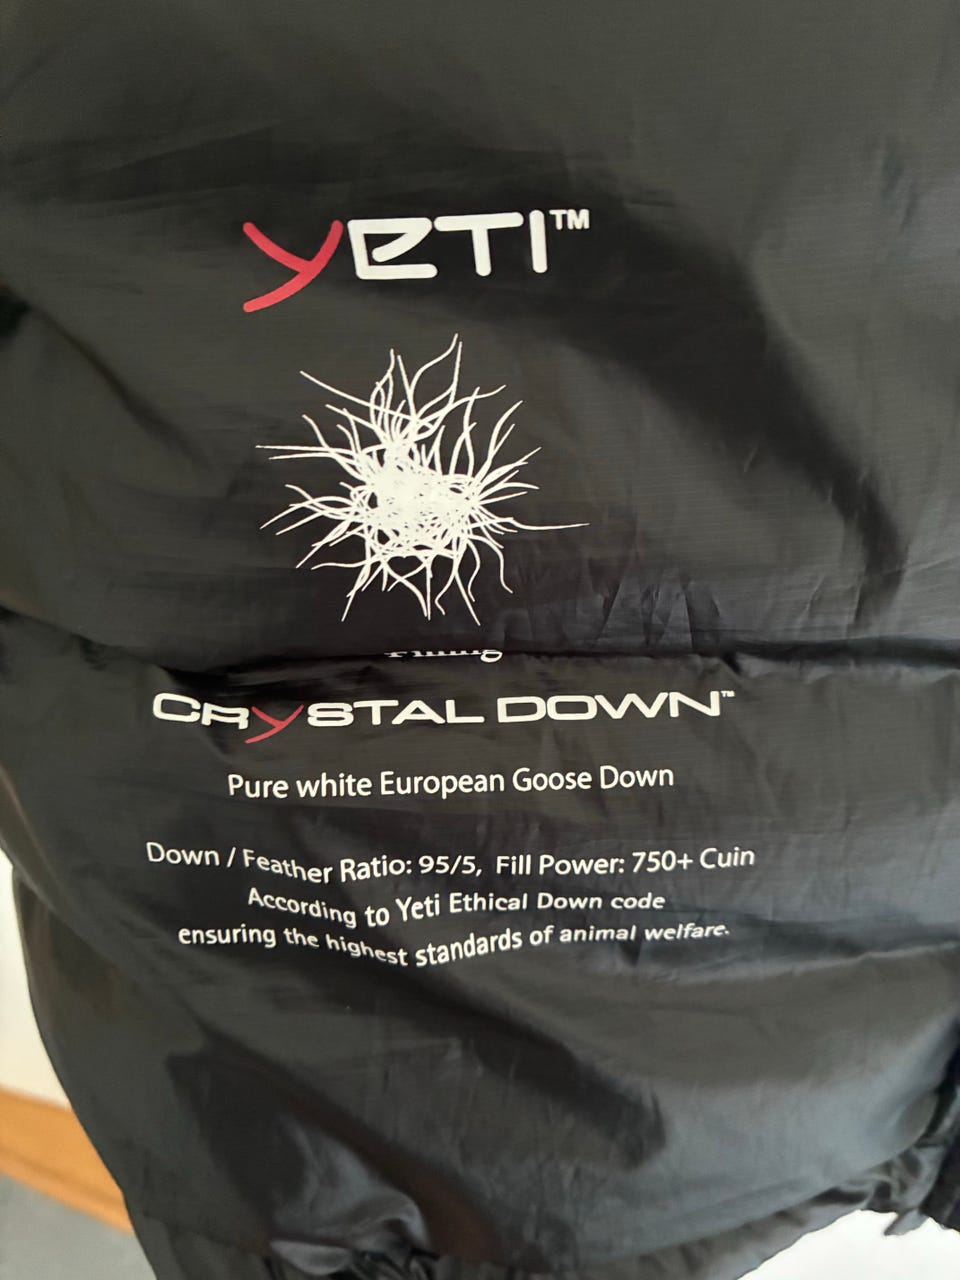 YETI™
Filling
CRYSTAL DOWN™
Pure white European Goose Down
Down / Feather Ratio: 95/5, Fill Power: 750+ Cuin
According to Yeti Ethical Down code
ensuring the highest standards of animal welfare.